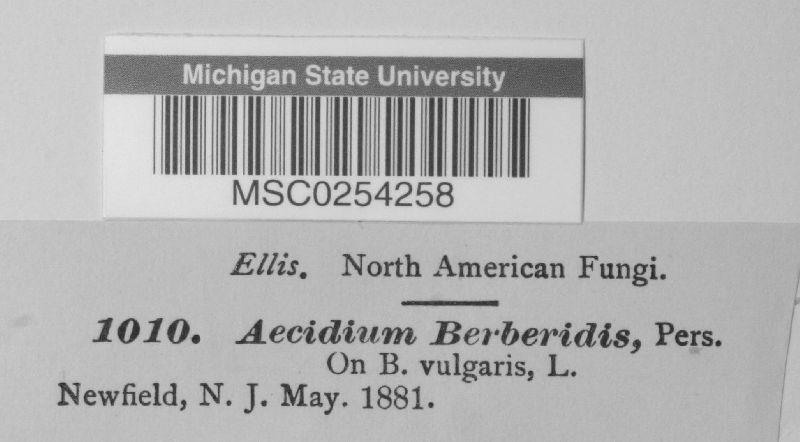 Michigan State University
MSC0254258
Ellis. North American Fungi.
1010. Aecidium Berberidis, Pers.
On B. vulgaris, L.
Newfield, N. J. May. 1881.